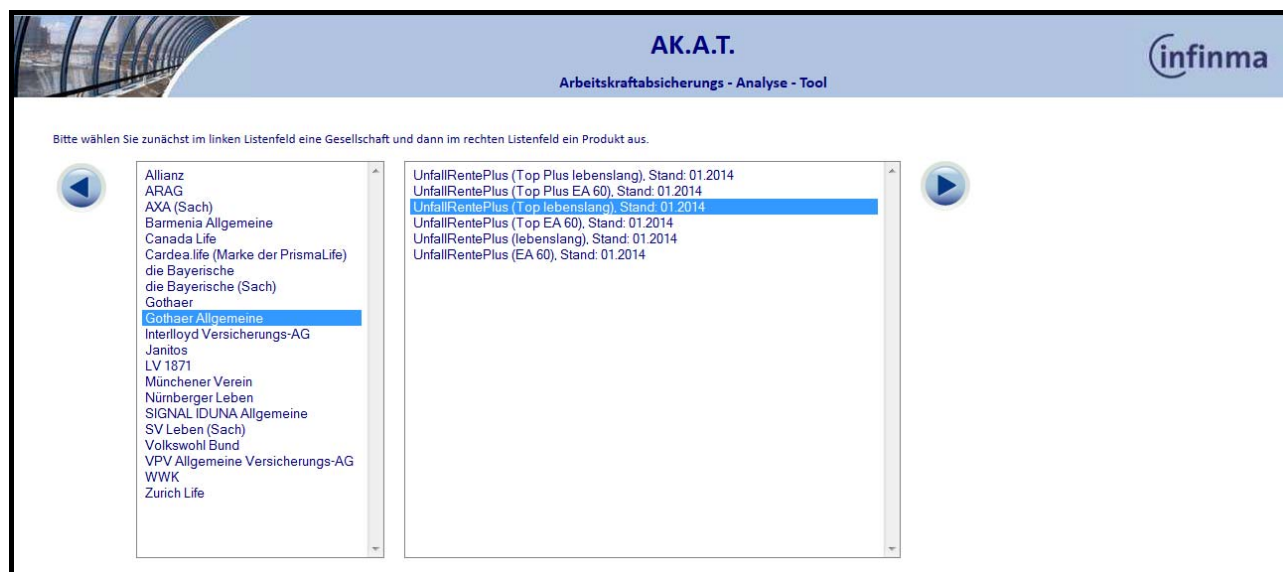 AK.A.T.
Arbeitskraftabsicherungs - Analyse - Tool
infinma
Bitte wählen Sie zunächst im linken Listenfeld eine Gesellschaft und dann im rechten Listenfeld ein Produkt aus.
Allianz
ARAG
AXA (Sach)
Barmenia Allgemeine
Canada Life
Cardea.life (Marke der PrismaLife)
die Bayerische
die Bayerische (Sach)
Gothaer
Gothaer Allgemeine
Interlloyd Versicherungs-AG
Janitos
LV 1871
Münchener Verein
Nürnberger Leben
SIGNAL IDUNA Allgemeine
SV Leben (Sach)
Volkswohl Bund
VPV Allgemeine Versicherungs-AG
WWK
Zurich Life
UnfallRentePlus (Top Plus lebenslang), Stand: 01.2014
UnfallRentePlus (Top Plus EA 60), Stand: 01.2014
UnfallRentePlus (Top lebenslang), Stand: 01.2014
UnfallRentePlus (Top EA 60), Stand: 01.2014
UnfallRentePlus (lebenslang), Stand: 01.2014
UnfallRentePlus (EA 60), Stand: 01.2014